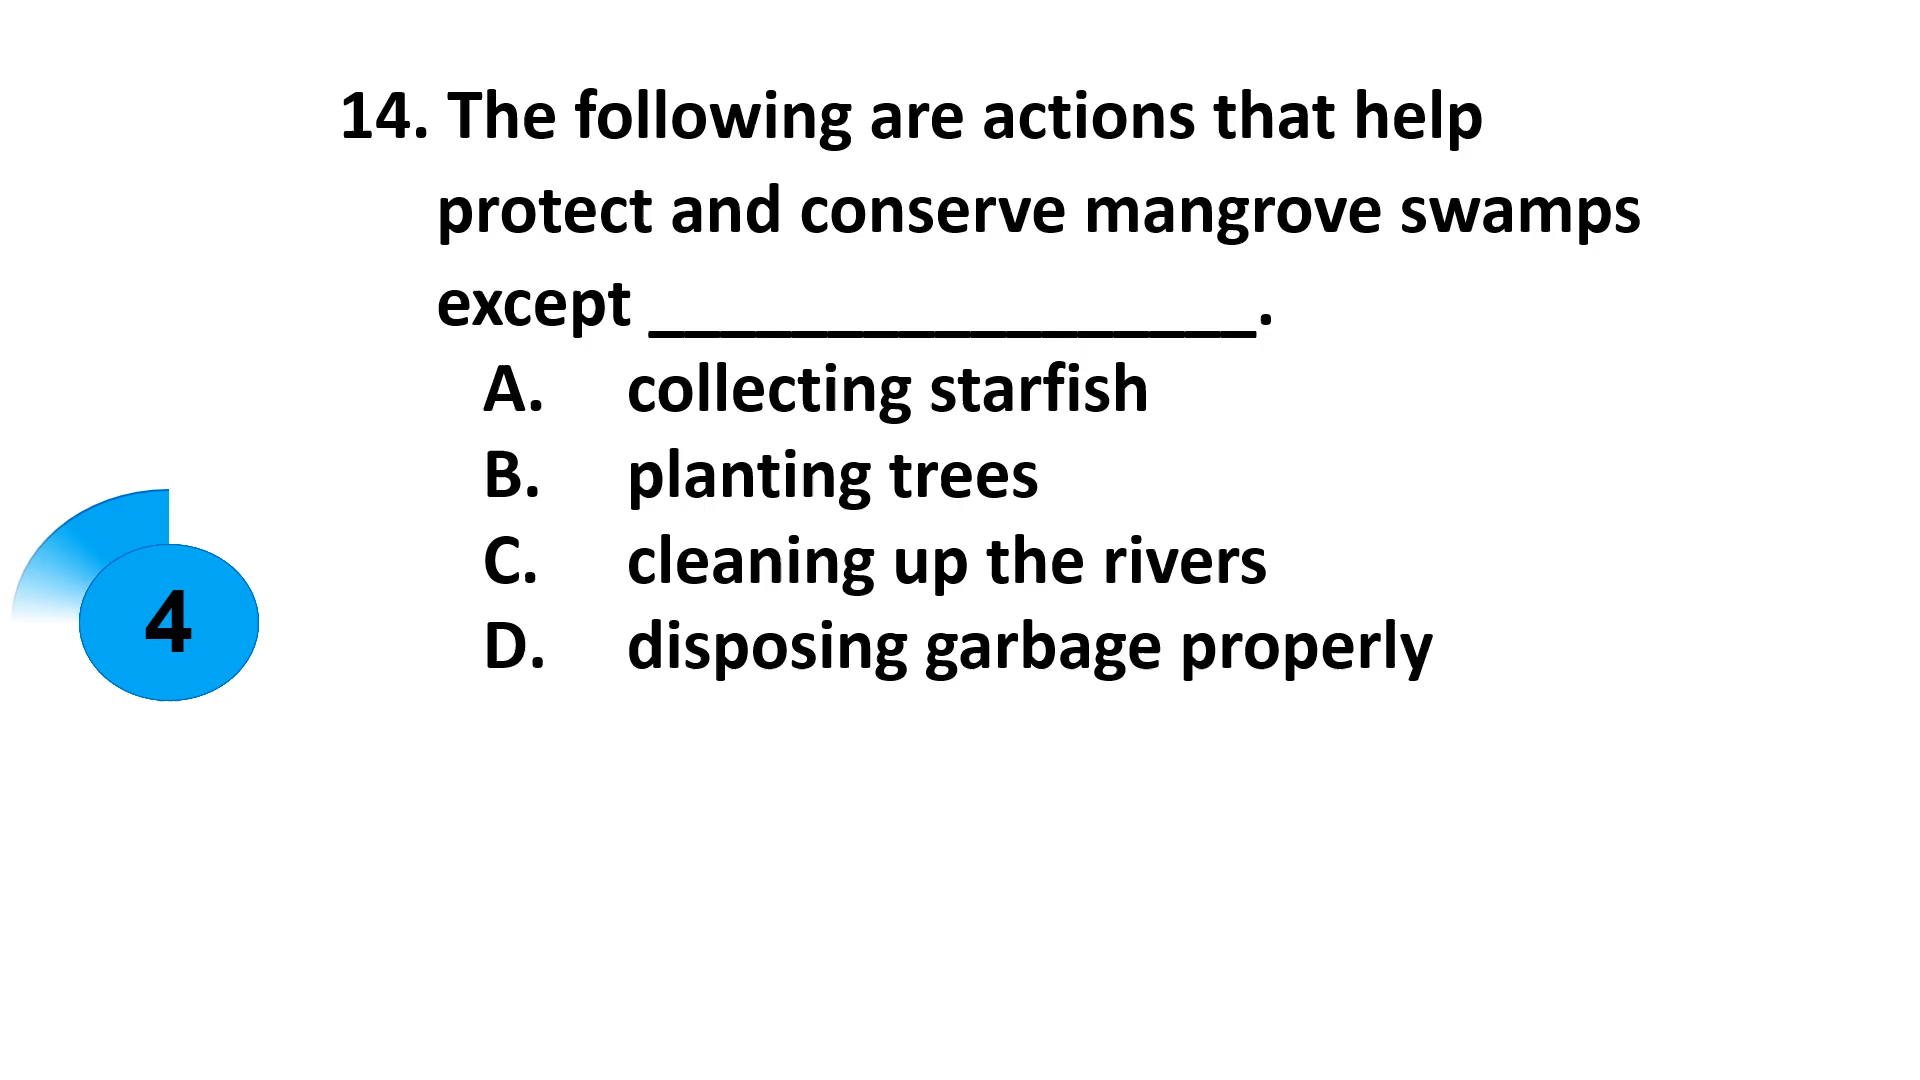 14. The following are actions that help
protect and conserve mangrove swamps
except _________________.
A. collecting starfish
B. planting trees
C. cleaning up the rivers
D. disposing garbage properly
4